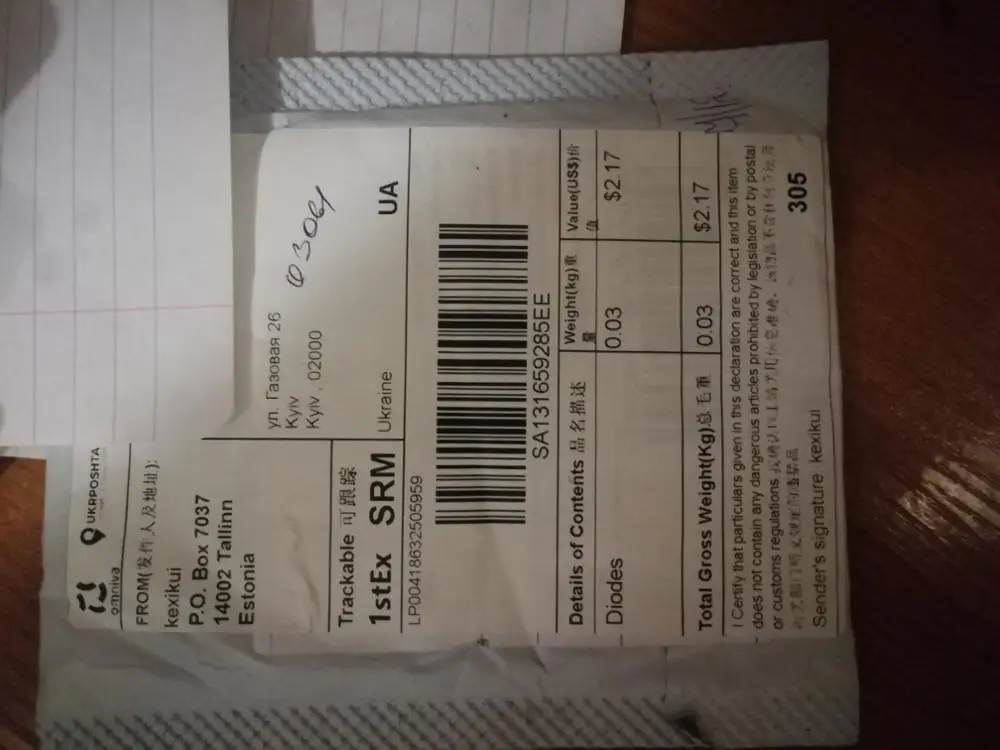 omniva
UKRPOSHTA
FROM(发件人及地址):
kexikui
P.O. Box 7037
14002 Tallinn
Estonia
ул. Газовая 26
Kyiv
Kyiv , 02000
03061
Trackable 可跟踪
1stEx SRM
Ukraine
UA
LP00418632505959
SA131659285EE
Details of Contents 品名描述
Weight(kg)重量
Value(US$)价值
Diodes
0.03
$2.17
Total Gross Weight(Kg)总毛重
0.03
$2.17
I Certify that particulars given in this declaration are correct and this item
does not contain any dangerous articles prohibited by legislation or by postal
or customs regulations
Sender's signature kexikui
305